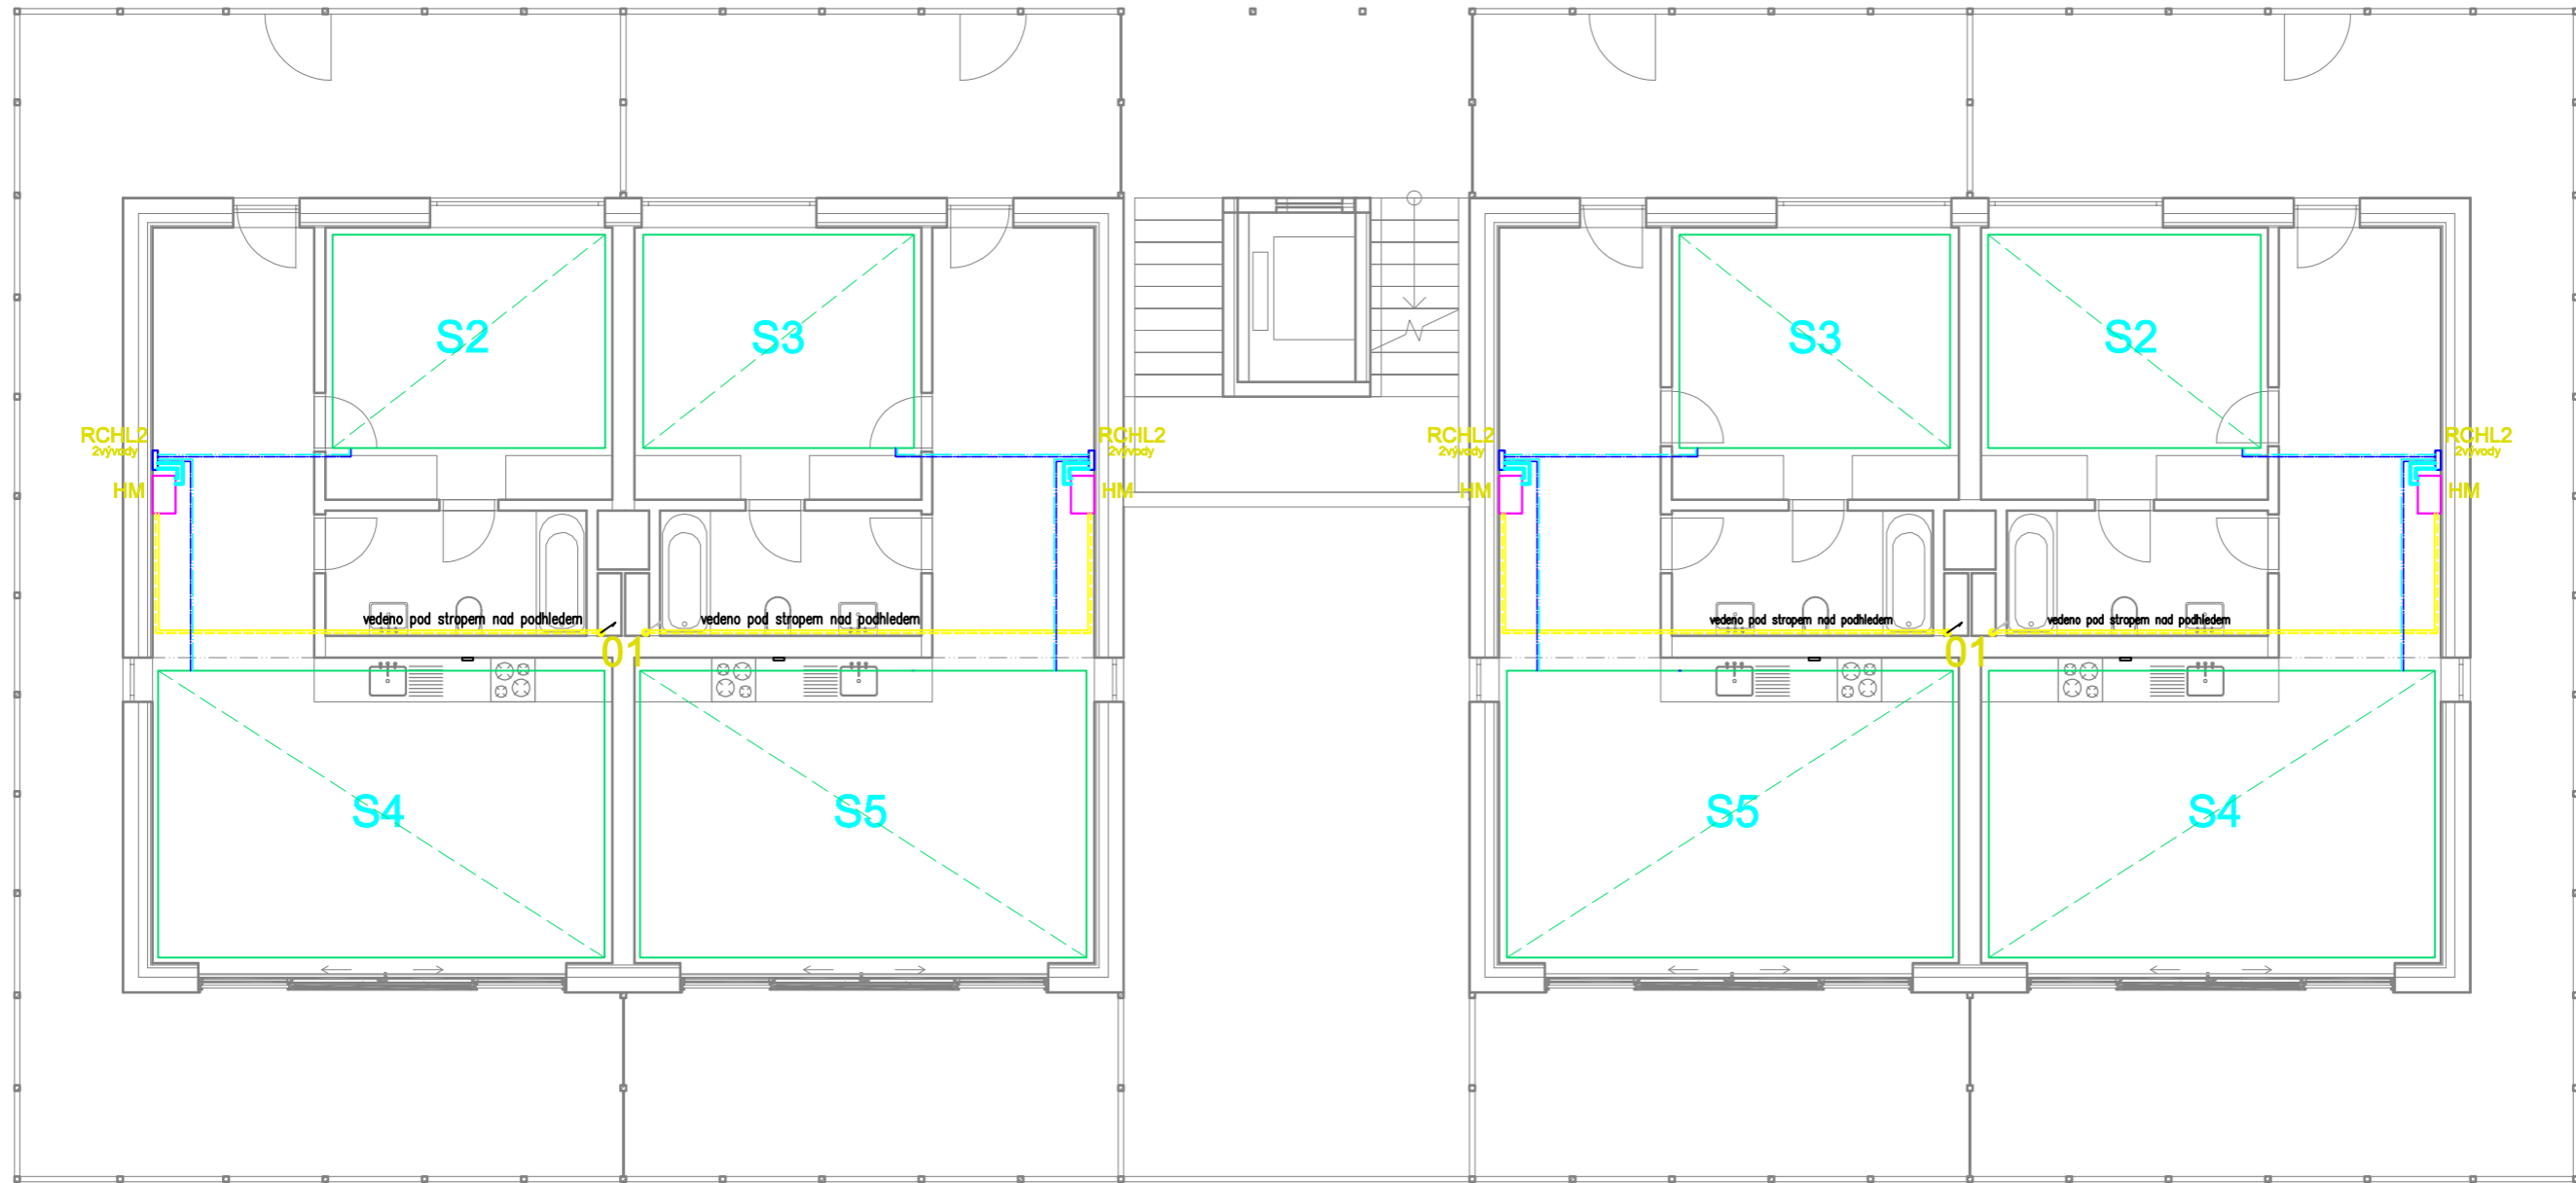 S2
S3
S3
S2
RCHL2
2vývody
RCHL2
2vývody
RCHL2
2vývody
RCHL2
2vývody
HM
HM
HM
HM
vedeno pod stropem nad podhledem
vedeno pod stropem nad podhledem
vedeno pod stropem nad podhledem
vedeno pod stropem nad podhledem
01
01
S4
S5
S5
S4